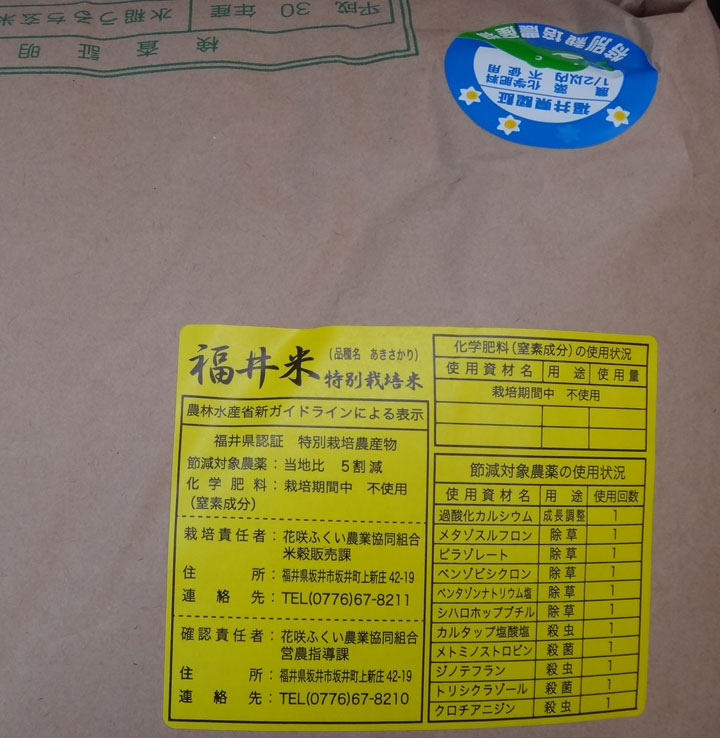 検査証明
平成 30 年産
水稲うるち玄米
福井県認証
農薬 化学肥料
1/2以内 不使用
特別栽培農産物
福井米
(品種名 あきさかり)
特別栽培米
農林水産省新ガイドラインによる表示
福井県認証 特別栽培農産物
節減対象農薬:当地比 5割減
化学肥料:栽培期間中 不使用
(窒素成分)
栽培責任者:花咲ふくい農業協同組合
米穀販売課
住所:福井県坂井市坂井町上新庄 42-19
連絡先:TEL(0776)67-8211
確認責任者:花咲ふくい農業協同組合
営農指導課
住所:福井県坂井市坂井町上新庄 42-19
連絡先:TEL(0776)67-8210
化学肥料(窒素成分)の使用状況
使用資材名 用途 使用量
栽培期間中 不使用
節減対象農薬の使用状況
使用資材名 用途 使用回数
過酸化カルシウム 成長調整 1
メタゾスルフロン 除草 1
ピラゾレート 除草 1
ベンゾビシクロン 除草 1
ベンタゾンナトリウム塩 除草 1
シハロホップブチル 除草 1
カルタップ塩酸塩 殺虫 1
メトミノストロビン 殺菌 1
ジノテフラン 殺虫 1
トリシクラゾール 殺菌 1
クロチアニジン 殺虫 1